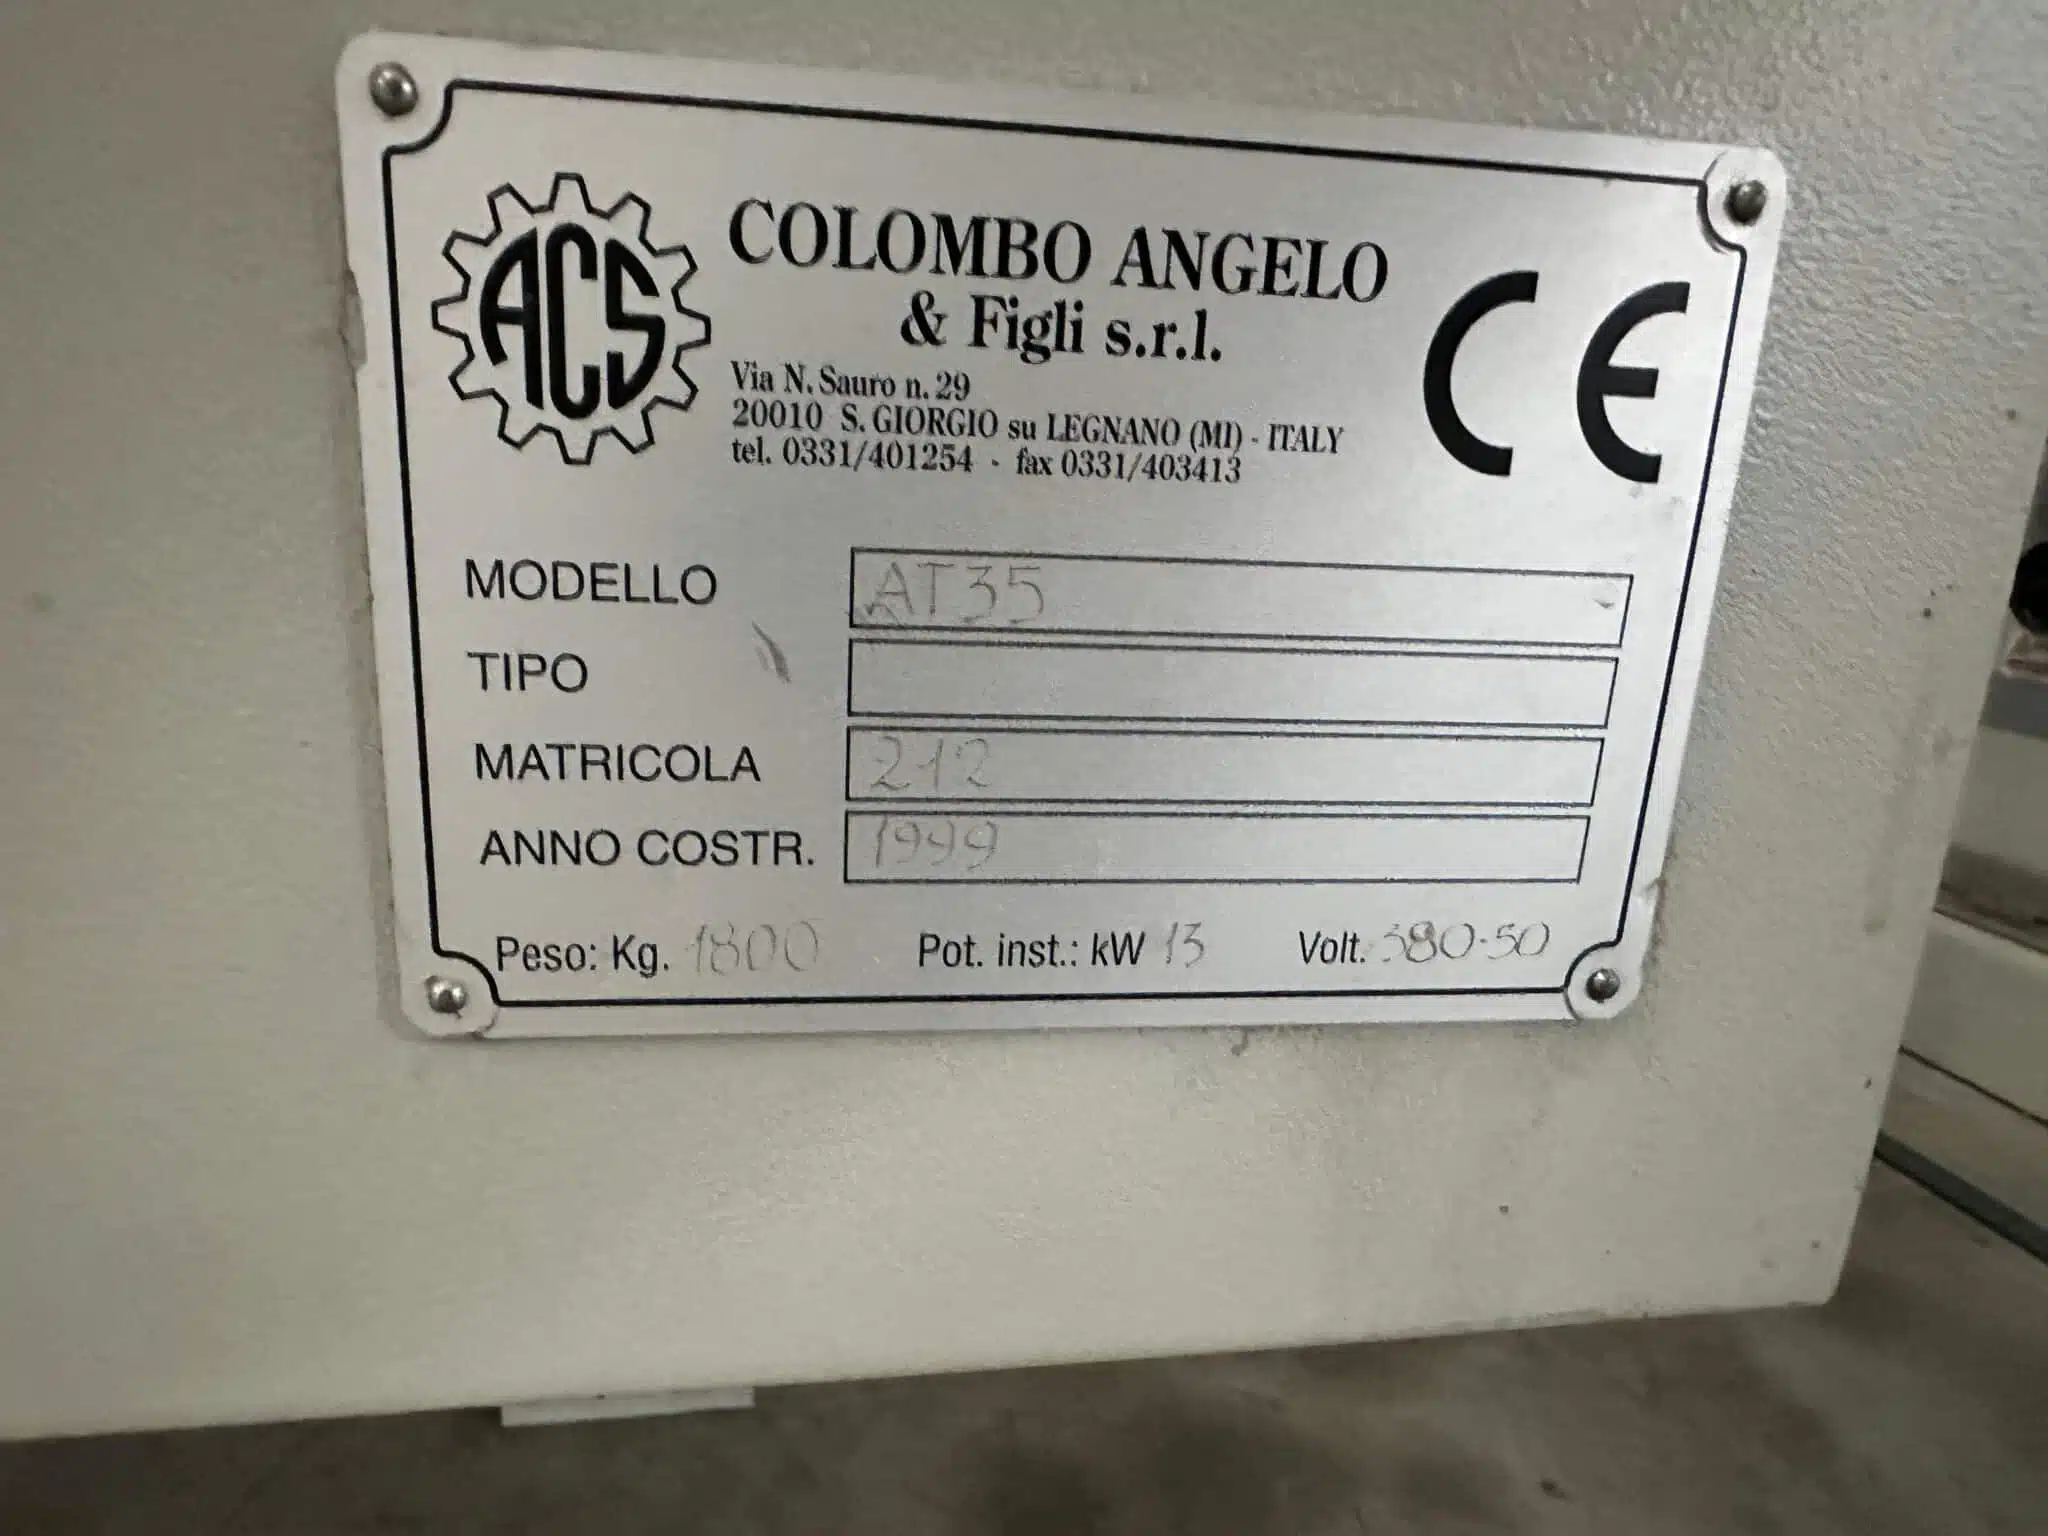 ACS
COLOMBO ANGELO
& Figli s.r.l.
Via N. Sauro n. 29
20010 S. GIORGIO su LEGNANO (MI) - ITALY
tel. 0331/401254 - fax 0331/403413
CE
MODELLO AT35
TIPO
MATRICOLA 212
ANNO COSTR. 1999
Peso: Kg. 1800 Pot. inst.: kW 13 Volt. 380-50